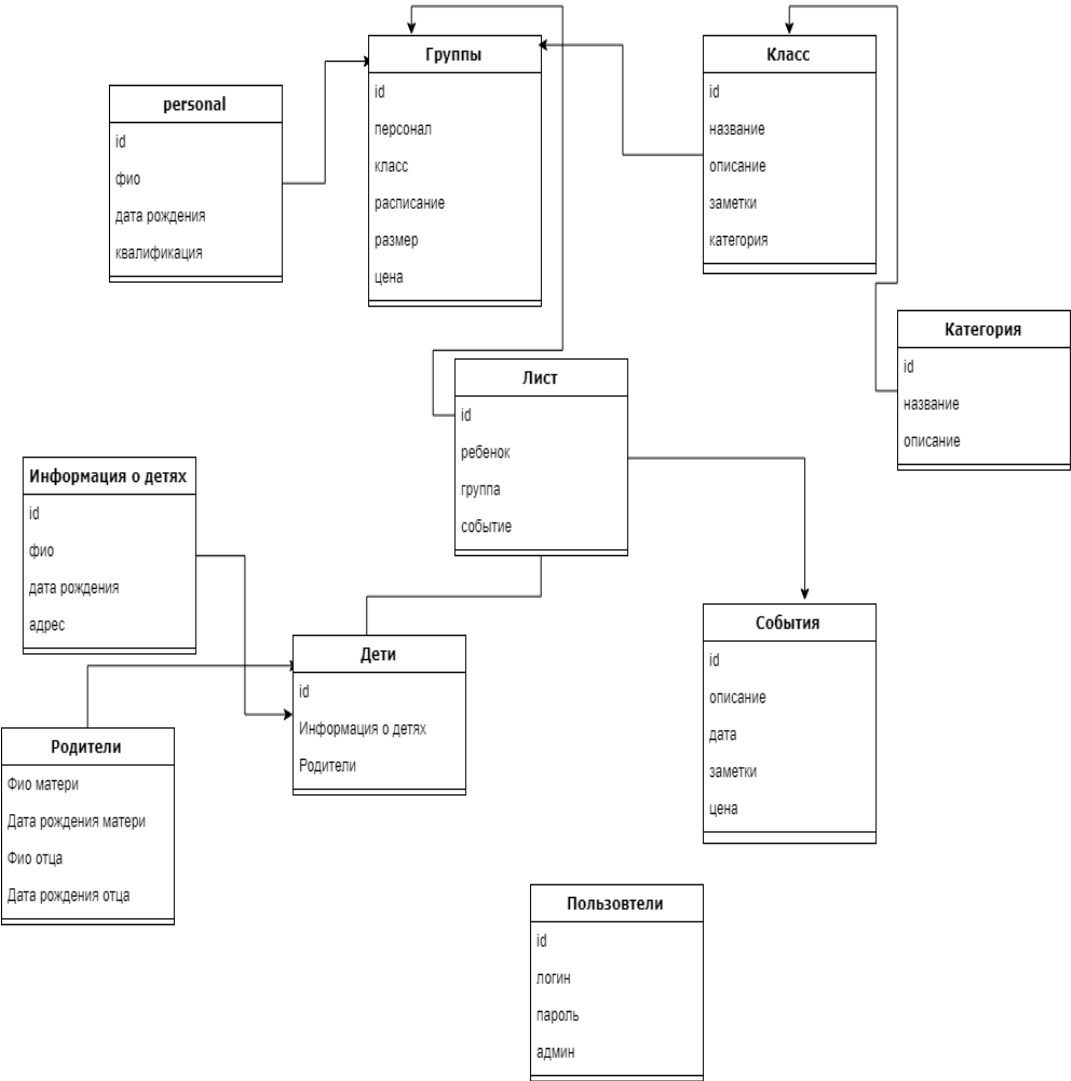 Группы
id
персонал
класс
расписание
размер
цена
Класс
id
название
описание
заметки
категория
personal
id
фио
дата рождения
квалификация
Категория
id
название
описание
Лист
id
ребенок
группа
событие
Информация о детях
id
фио
дата рождения
адрес
Дети
id
Информация о детях
Родители
События
id
описание
дата
заметки
цена
Родители
Фио матери
Дата рождения матери
Фио отца
Дата рождения отца
Пользовтели
id
логин
пароль
админ